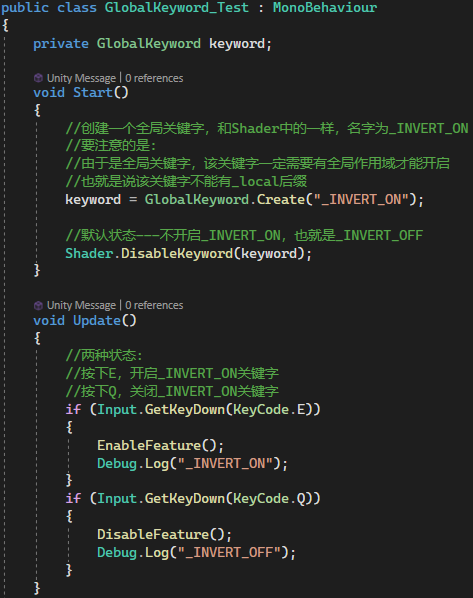 public class GlobalKeyword_Test : MonoBehaviour
{
private GlobalKeyword keyword;
Unity Message | 0 references
void Start()
{
//创建一个全局关键字，和Shader中的一样，名字为_INVERT_ON
//要注意的是:
//由于是全局关键字，该关键字一定需要有全局作用域才能开启
//也就是说该关键字不能有_local后缀
keyword = GlobalKeyword.Create("_INVERT_ON");
//默认状态---不开启_INVERT_ON，也就是_INVERT_OFF
Shader.DisableKeyword(keyword);
}
Unity Message | 0 references
void Update()
{
//两种状态:
//按下E，开启_INVERT_ON关键字
//按下Q，关闭_INVERT_ON关键字
if (Input.GetKeyDown(KeyCode.E))
{
EnableFeature();
Debug.Log("_INVERT_ON");
}
if (Input.GetKeyDown(KeyCode.Q))
{
DisableFeature();
Debug.Log("_INVERT_OFF");
}
}